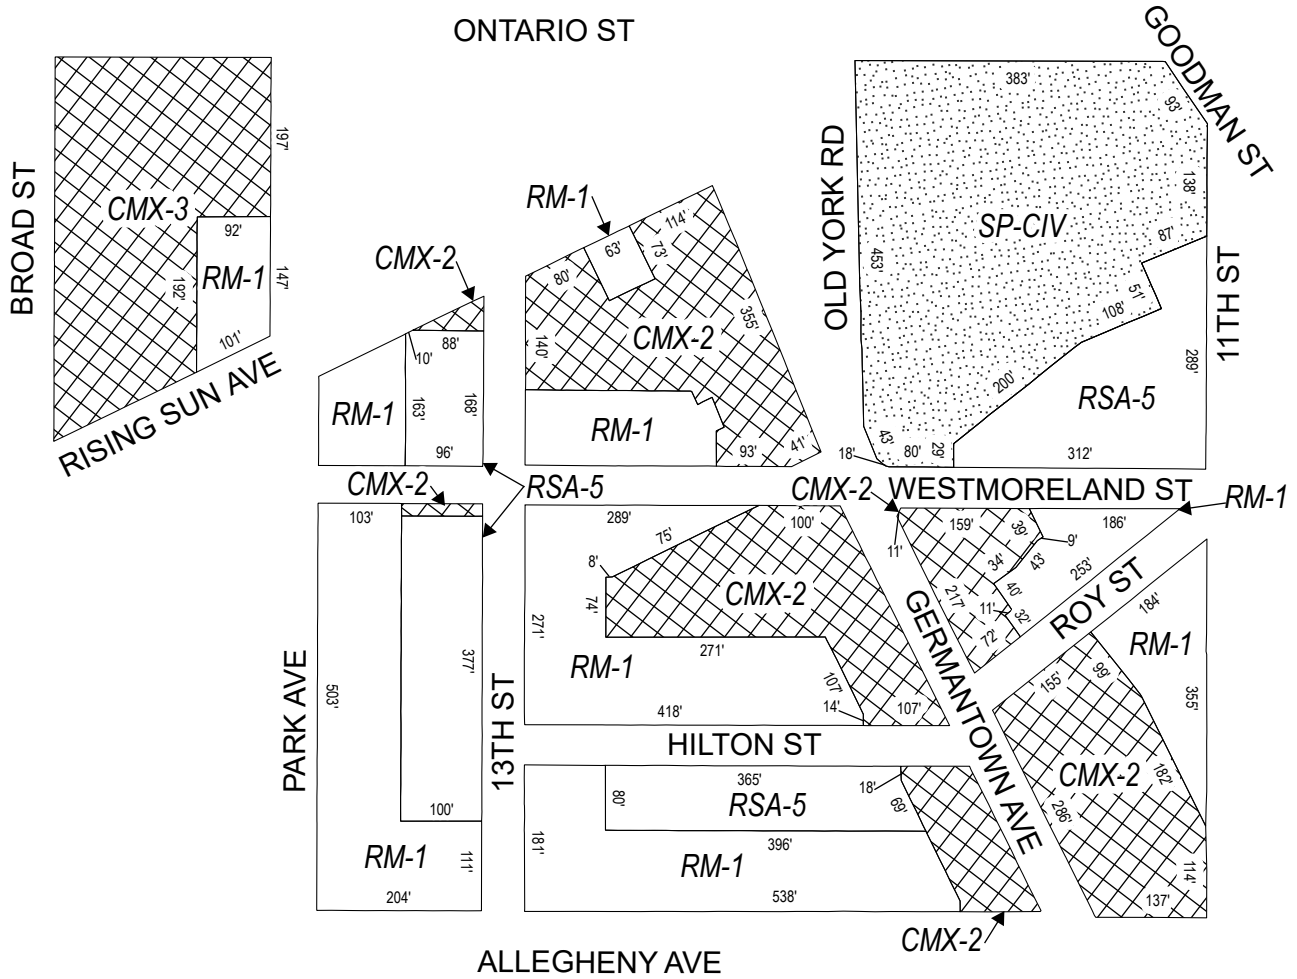 ONTARIO ST
GOODMAN ST
383'
93'
197'
OLD YORK RD
138'
BROAD ST
CMX-3
RM-1
114'
SP-CIV
92'
63'
73'
87'
CMX-2
80'
453'
11TH ST
192'
RM-1
147'
51'
355'
108'
CMX-2
101'
88'
140'
10'
289'
RISING SUN AVE
200'
RSA-5
RM-1
163'
168'
RM-1
43'
41'
96'
93'
18'
80'
29'
312'
CMX-2
RSA-5
CMX-2
WESTMORELAND ST
RM-1
103'
289'
75'
100'
159'
39'
186'
11'
9'
8'
34'
43'
253'
CMX-2
74'
217'
40'
11'
32'
ROY ST
184'
271'
GERMANTOWN AVE
72'
RM-1
377'
RM-1
271'
PARK AVE
503'
107'
155'
99'
355'
13TH ST
418'
14'
107'
HILTON ST
365'
18'
CMX-2
182'
80'
RSA-5
69'
100'
286'
181'
396'
RM-1
111'
RM-1
114'
204'
538'
137'
CMX-2
ALLEGHENY AVE